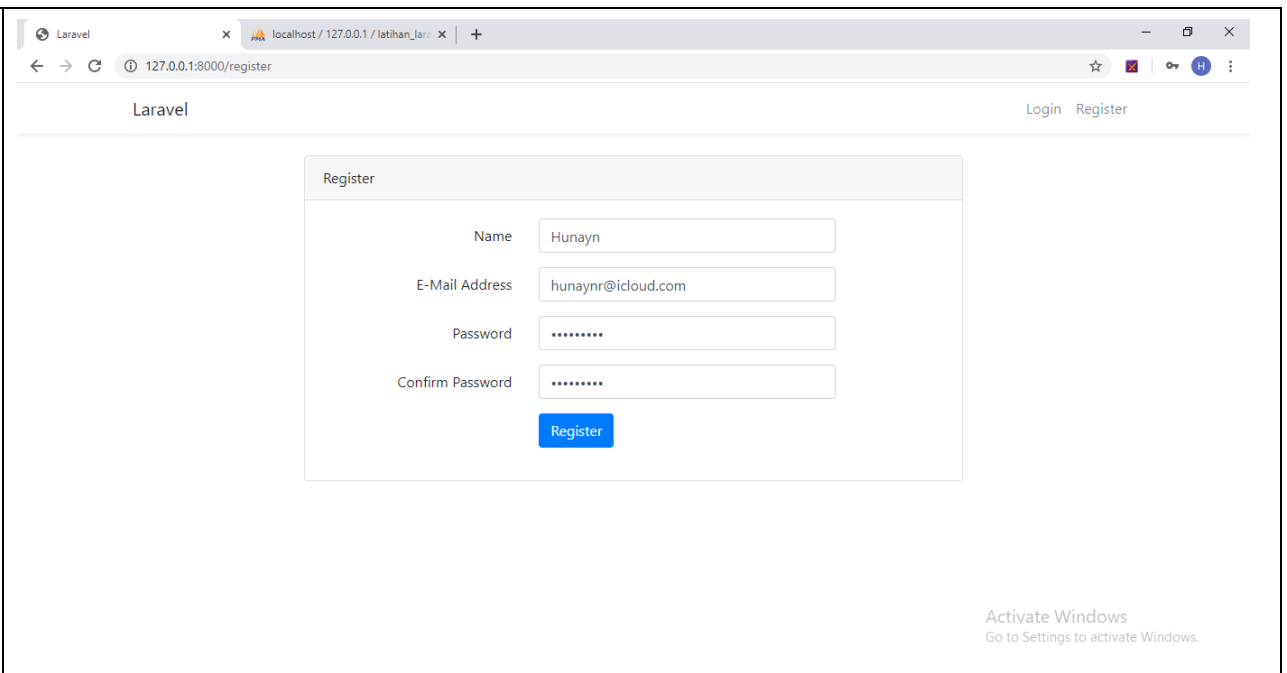 Laravel
localhost / 127.0.0.1 / latihan_lara
127.0.0.1:8000/register
H
Laravel
Login Register
Register
Name Hunayn
E-Mail Address hunaynr@icloud.com
Password •••••••••
Confirm Password •••••••••
Register
Activate Windows
Go to Settings to activate Windows.